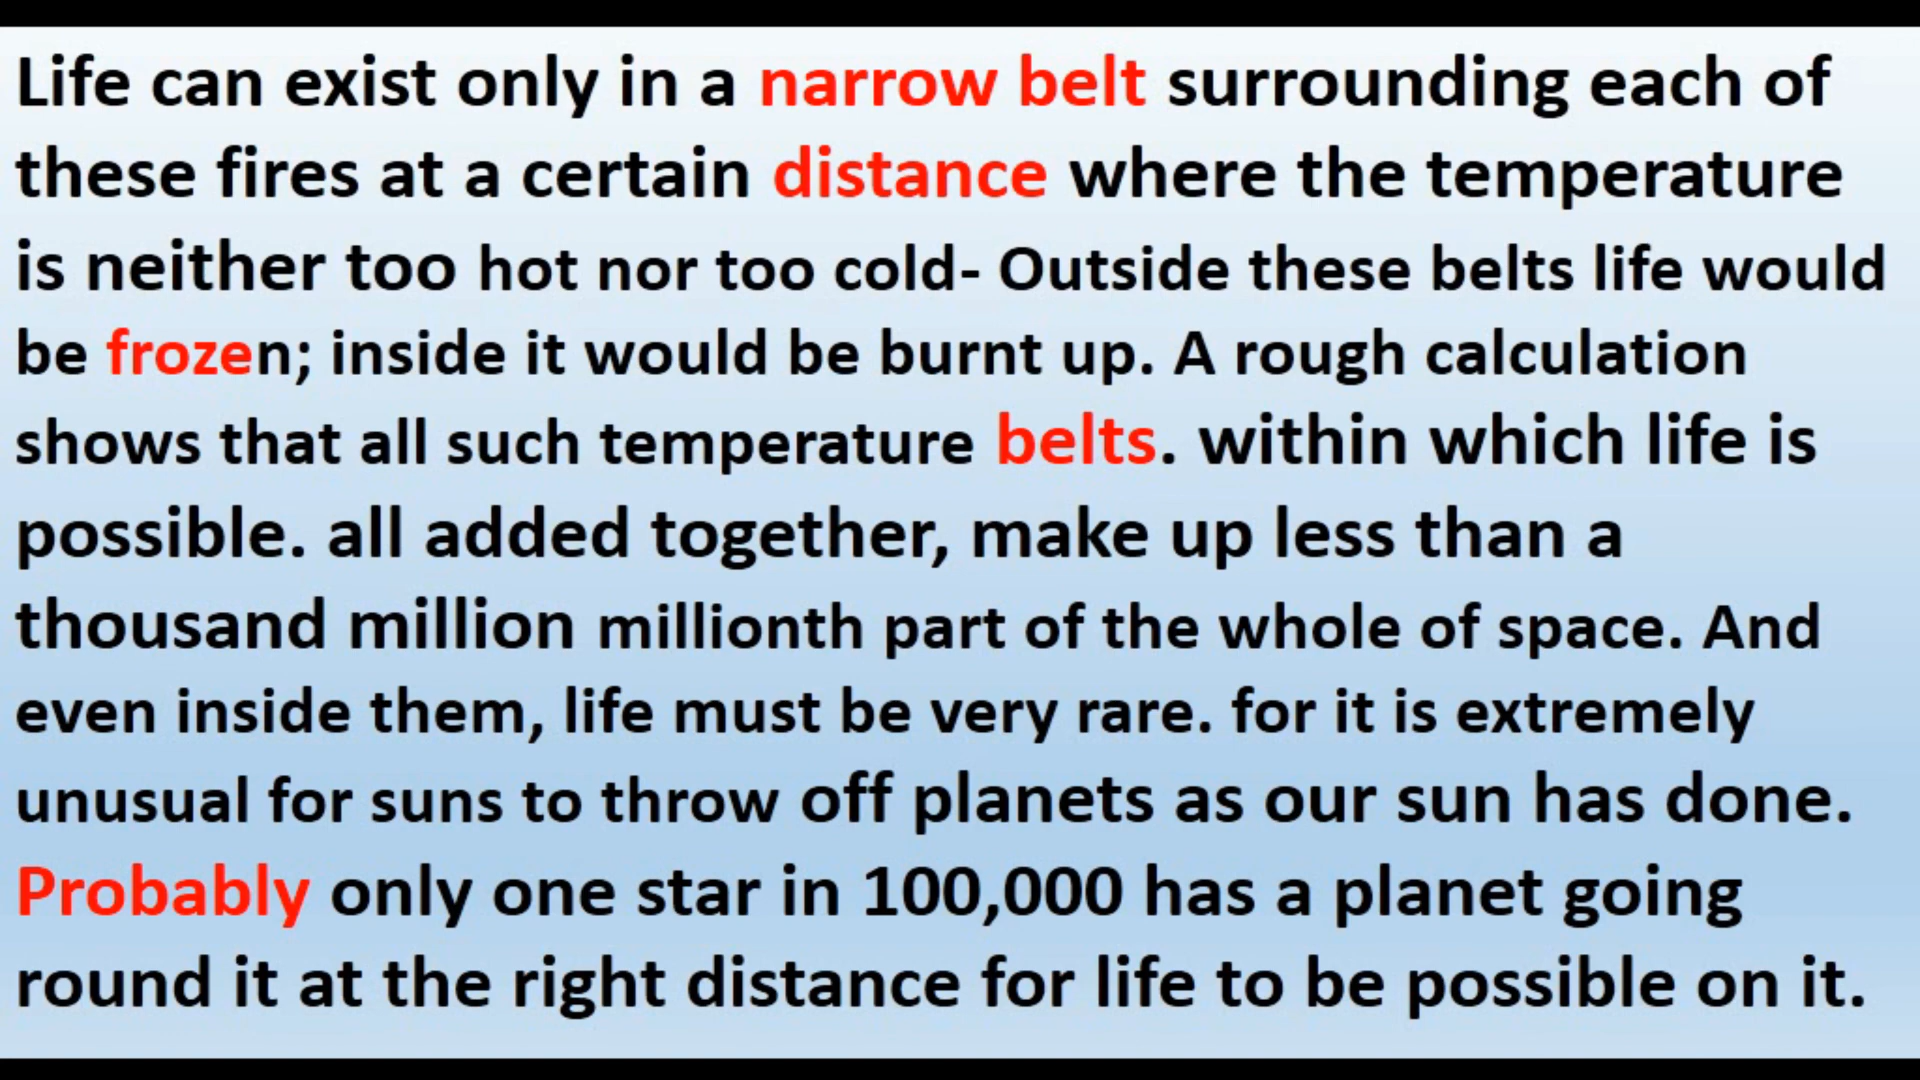 Life can exist only in a narrow belt surrounding each of
these fires at a certain distance where the temperature
is neither too hot nor too cold- Outside these belts life would
be frozen; inside it would be burnt up. A rough calculation
shows that all such temperature belts. within which life is
possible. all added together, make up less than a
thousand million millionth part of the whole of space. And
even inside them, life must be very rare. for it is extremely
unusual for suns to throw off planets as our sun has done.
Probably only one star in 100,000 has a planet going
round it at the right distance for life to be possible on it.